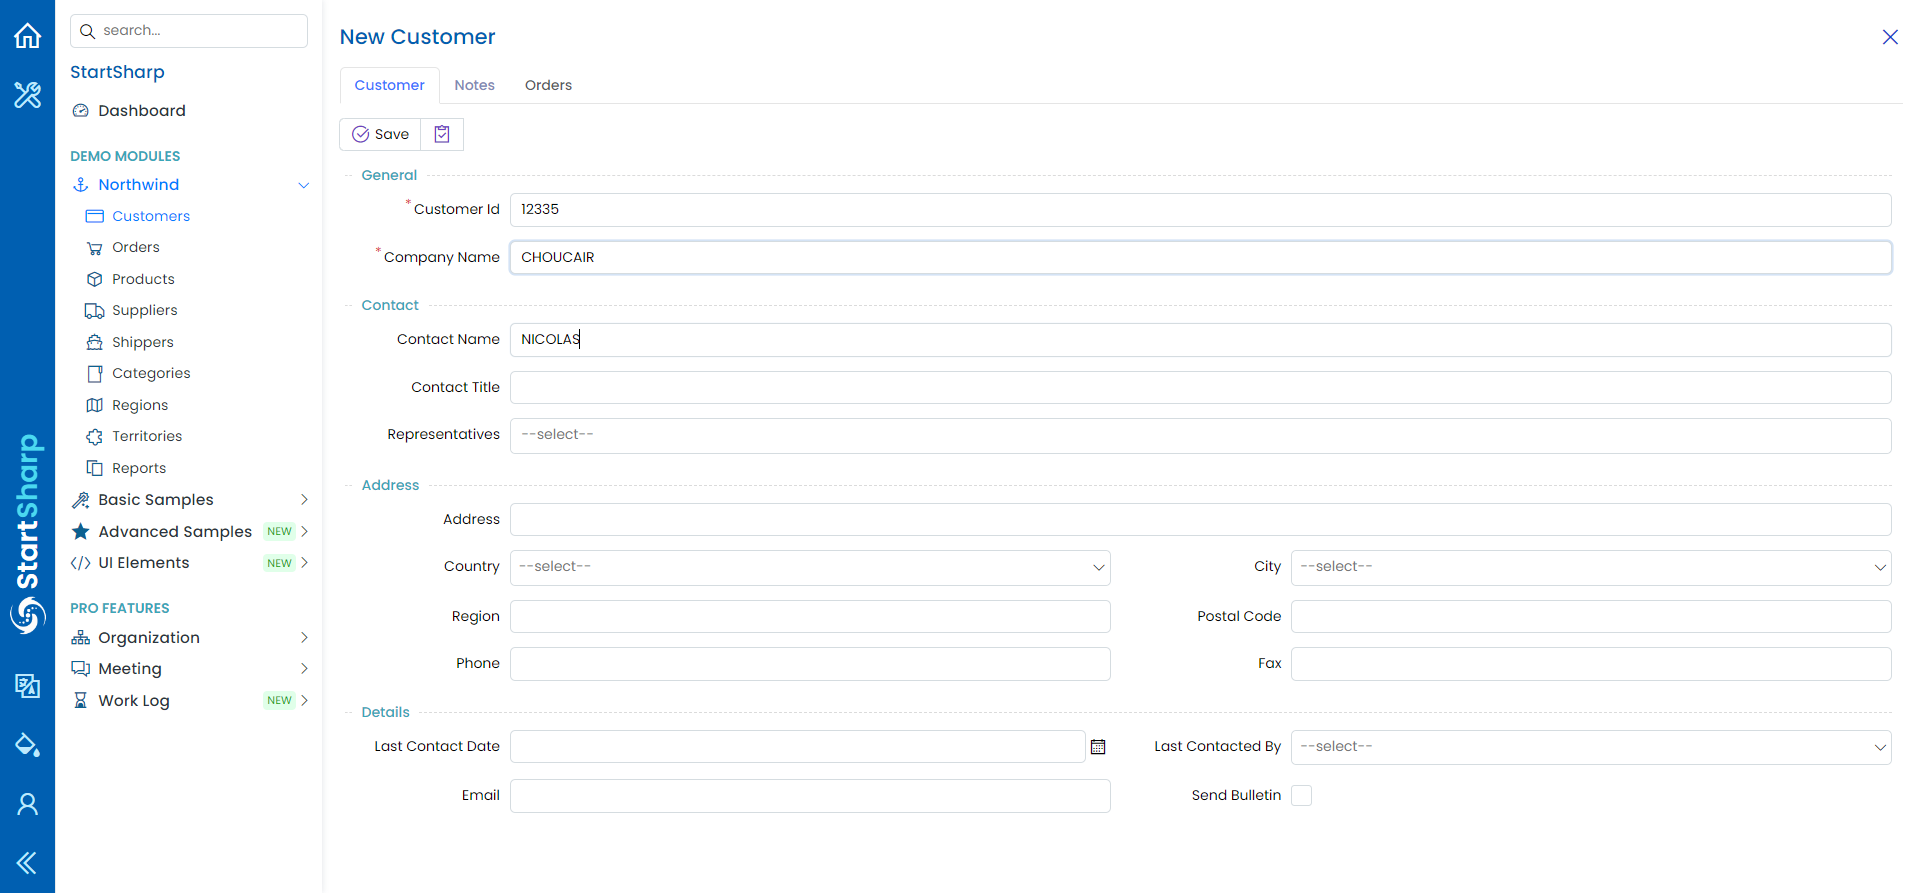 search...
StartSharp
Dashboard
DEMO MODULES
Northwind
Customers
Orders
Products
Suppliers
Shippers
Categories
Regions
Territories
Reports
Basic Samples
Advanced Samples NEW
UI Elements NEW
PRO FEATURES
Organization
Meeting
Work Log NEW
StartSharp
New Customer
Customer Notes Orders
Save
General
* Customer Id 12335
* Company Name CHOUCAIR
Contact
Contact Name NICOLAS
Contact Title
Representatives --select--
Address
Address
Country --select-- City --select--
Region Postal Code
Phone Fax
Details
Last Contact Date Last Contacted By --select--
Email Send Bulletin